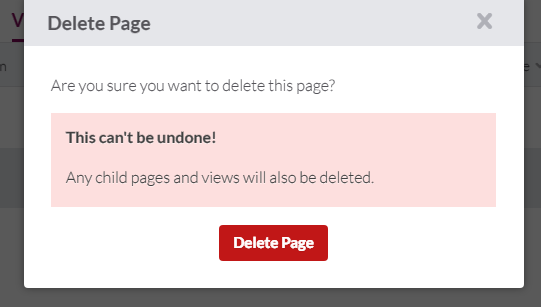 V
Delete Page
n
e
Are you sure you want to delete this page?
This can't be undone!
Any child pages and views will also be deleted.
Delete Page